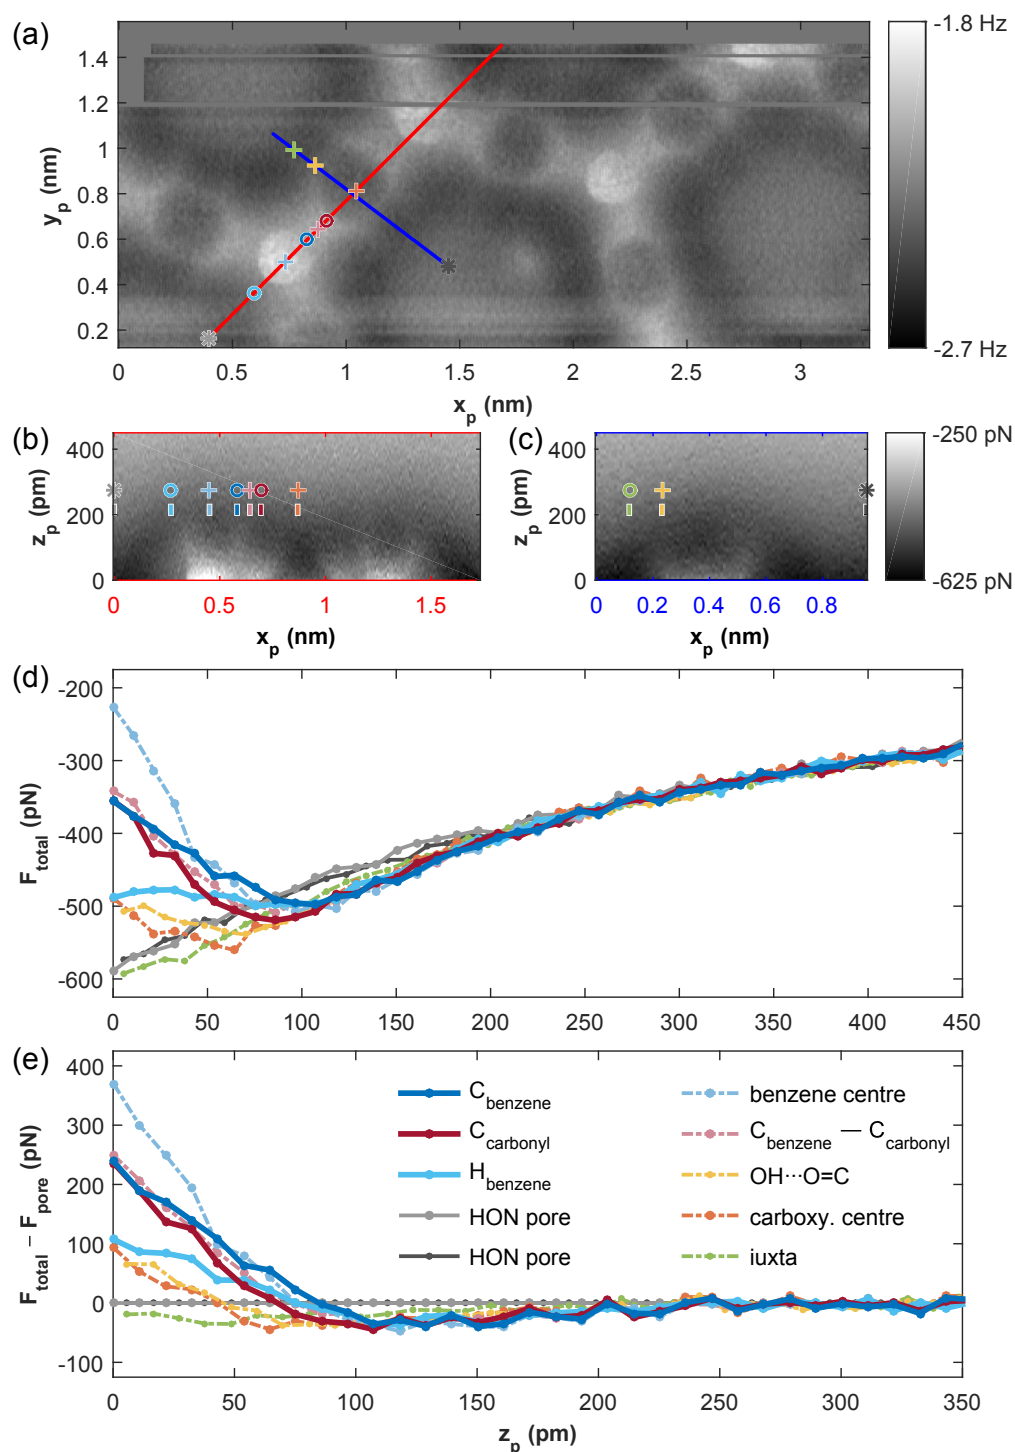 (a)
y_p (nm)
1.4
1.2
1
0.8
0.6
0.4
0.2
0 0.5 1 1.5 2 2.5 3
x_p (nm)
-1.8 Hz
-2.7 Hz
(b)
z_p (pm)
400
200
0
0 0.5 1 1.5
x_p (nm)
(c)
z_p (pm)
400
200
0
0 0.2 0.4 0.6 0.8
x_p (nm)
-250 pN
-625 pN
(d)
F_total (pN)
-200
-300
-400
-500
-600
0 50 100 150 200 250 300 350 400 450
(e)
F_total − F_pore (pN)
400
300
200
100
0
-100
C_benzene
C_carbonyl
H_benzene
HON pore
HON pore
benzene centre
C_benzene — C_carbonyl
OH···O=C
carboxy. centre
iuxta
0 50 100 150 200 250 300 350
z_p (pm)